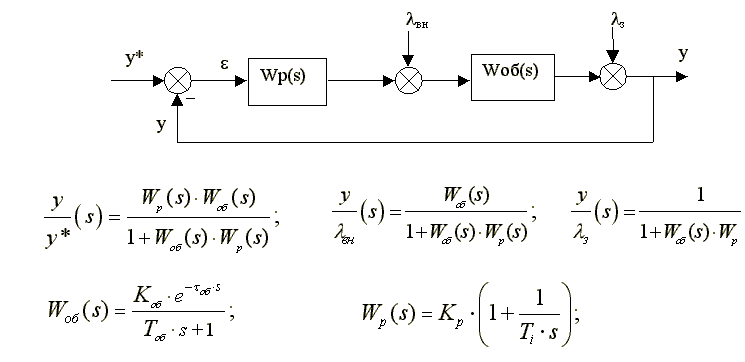 λвн λз
y* ε Wp(s) Wоб(s) y
–
y
y/y* (s) = Wp(s)·Wоб(s) / 1+Wоб(s)·Wp(s) ; y/λвн (s) = Wоб(s) / 1+Wоб(s)·Wp(s) ; y/λз (s) = 1 / 1+Wоб(s)·Wp
Wоб(s) = Kоб·e^(−τоб·s) / Tоб·s+1 ; Wp(s) = Kp·(1+ 1/Ti·s) ;